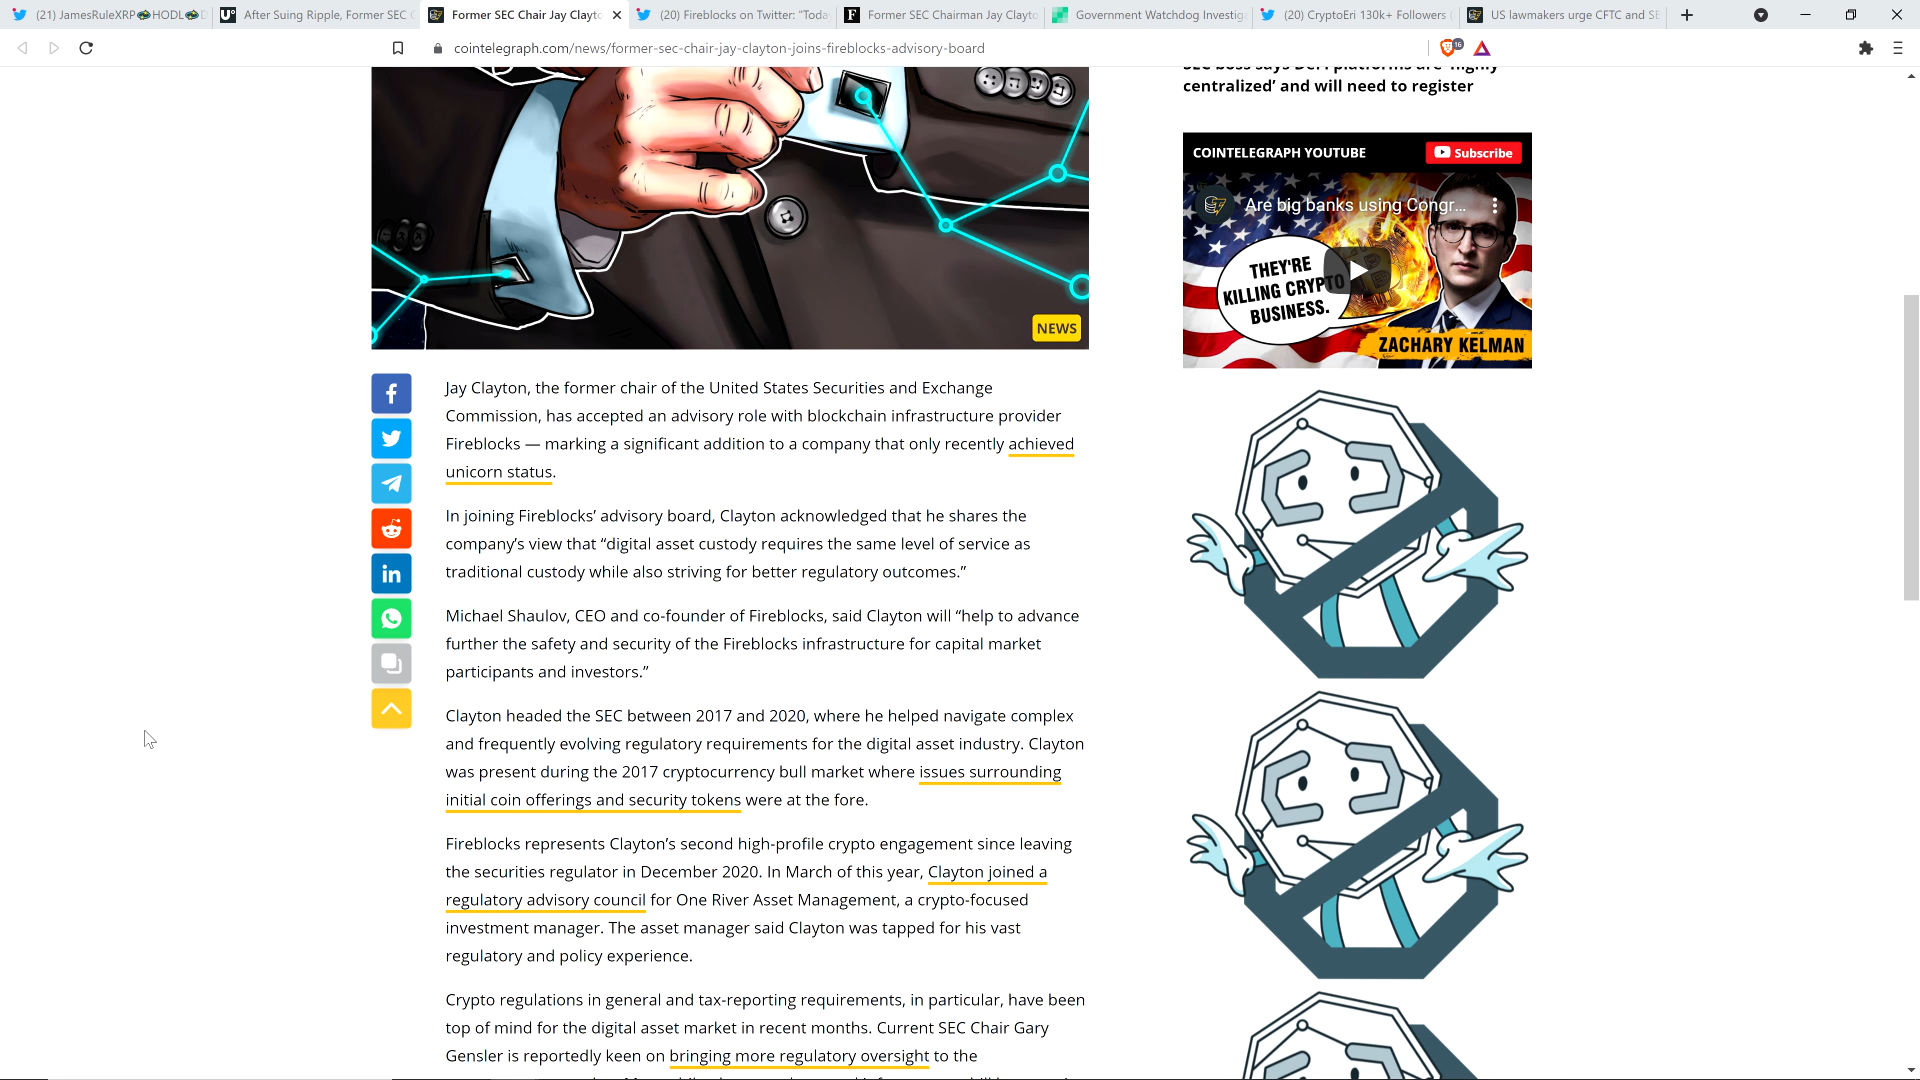 (21) JamesRuleXRP HODL
After Suing Ripple, Former SEC C
Former SEC Chair Jay Clayto
(20) Fireblocks on Twitter: "Toda
Former SEC Chairman Jay Clayto
Government Watchdog Investiga
(20) CryptoEri 130k+ Followers
US lawmakers urge CFTC and SE
cointelegraph.com/news/former-sec-chair-jay-clayton-joins-fireblocks-advisory-board
16
SEC boss says DeFi platforms are 'highly
centralized' and will need to register
COINTELEGRAPH YOUTUBE
Subscribe
Are big banks using Congr...
THEY'RE
KILLING CRYPTO
BUSINESS.
ZACHARY KELMAN
NEWS
Jay Clayton, the former chair of the United States Securities and Exchange
Commission, has accepted an advisory role with blockchain infrastructure provider
Fireblocks — marking a significant addition to a company that only recently achieved
unicorn status.
In joining Fireblocks’ advisory board, Clayton acknowledged that he shares the
company’s view that “digital asset custody requires the same level of service as
traditional custody while also striving for better regulatory outcomes.”
Michael Shaulov, CEO and co-founder of Fireblocks, said Clayton will “help to advance
further the safety and security of the Fireblocks infrastructure for capital market
participants and investors.”
Clayton headed the SEC between 2017 and 2020, where he helped navigate complex
and frequently evolving regulatory requirements for the digital asset industry. Clayton
was present during the 2017 cryptocurrency bull market where issues surrounding
initial coin offerings and security tokens were at the fore.
Fireblocks represents Clayton’s second high-profile crypto engagement since leaving
the securities regulator in December 2020. In March of this year, Clayton joined a
regulatory advisory council for One River Asset Management, a crypto-focused
investment manager. The asset manager said Clayton was tapped for his vast
regulatory and policy experience.
Crypto regulations in general and tax-reporting requirements, in particular, have been
top of mind for the digital asset market in recent months. Current SEC Chair Gary
Gensler is reportedly keen on bringing more regulatory oversight to the